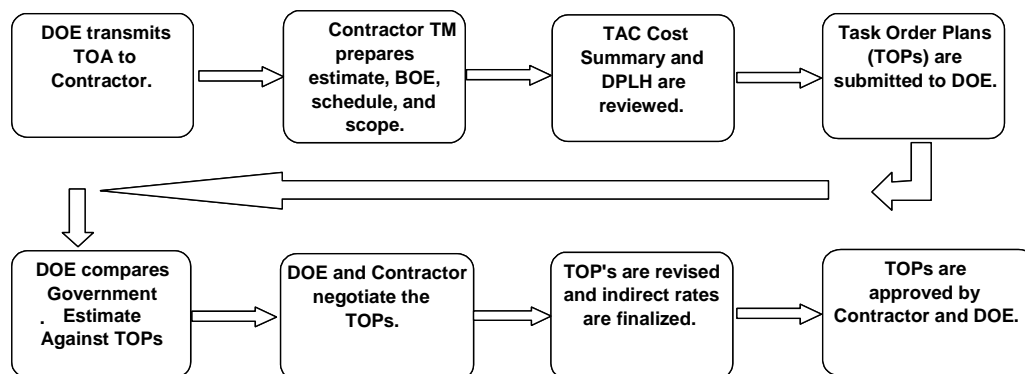 DOE transmits
TOA to
Contractor.
Contractor TM
prepares
estimate, BOE,
schedule, and
scope.
TAC Cost
Summary and
DPLH are
reviewed.
Task Order Plans
(TOPs) are
submitted to DOE.
DOE compares
Government
. Estimate
Against TOPs
DOE and Contractor
negotiate the
TOPs.
TOP's are revised
and indirect rates
are finalized.
TOPs are
approved by
Contractor and DOE.